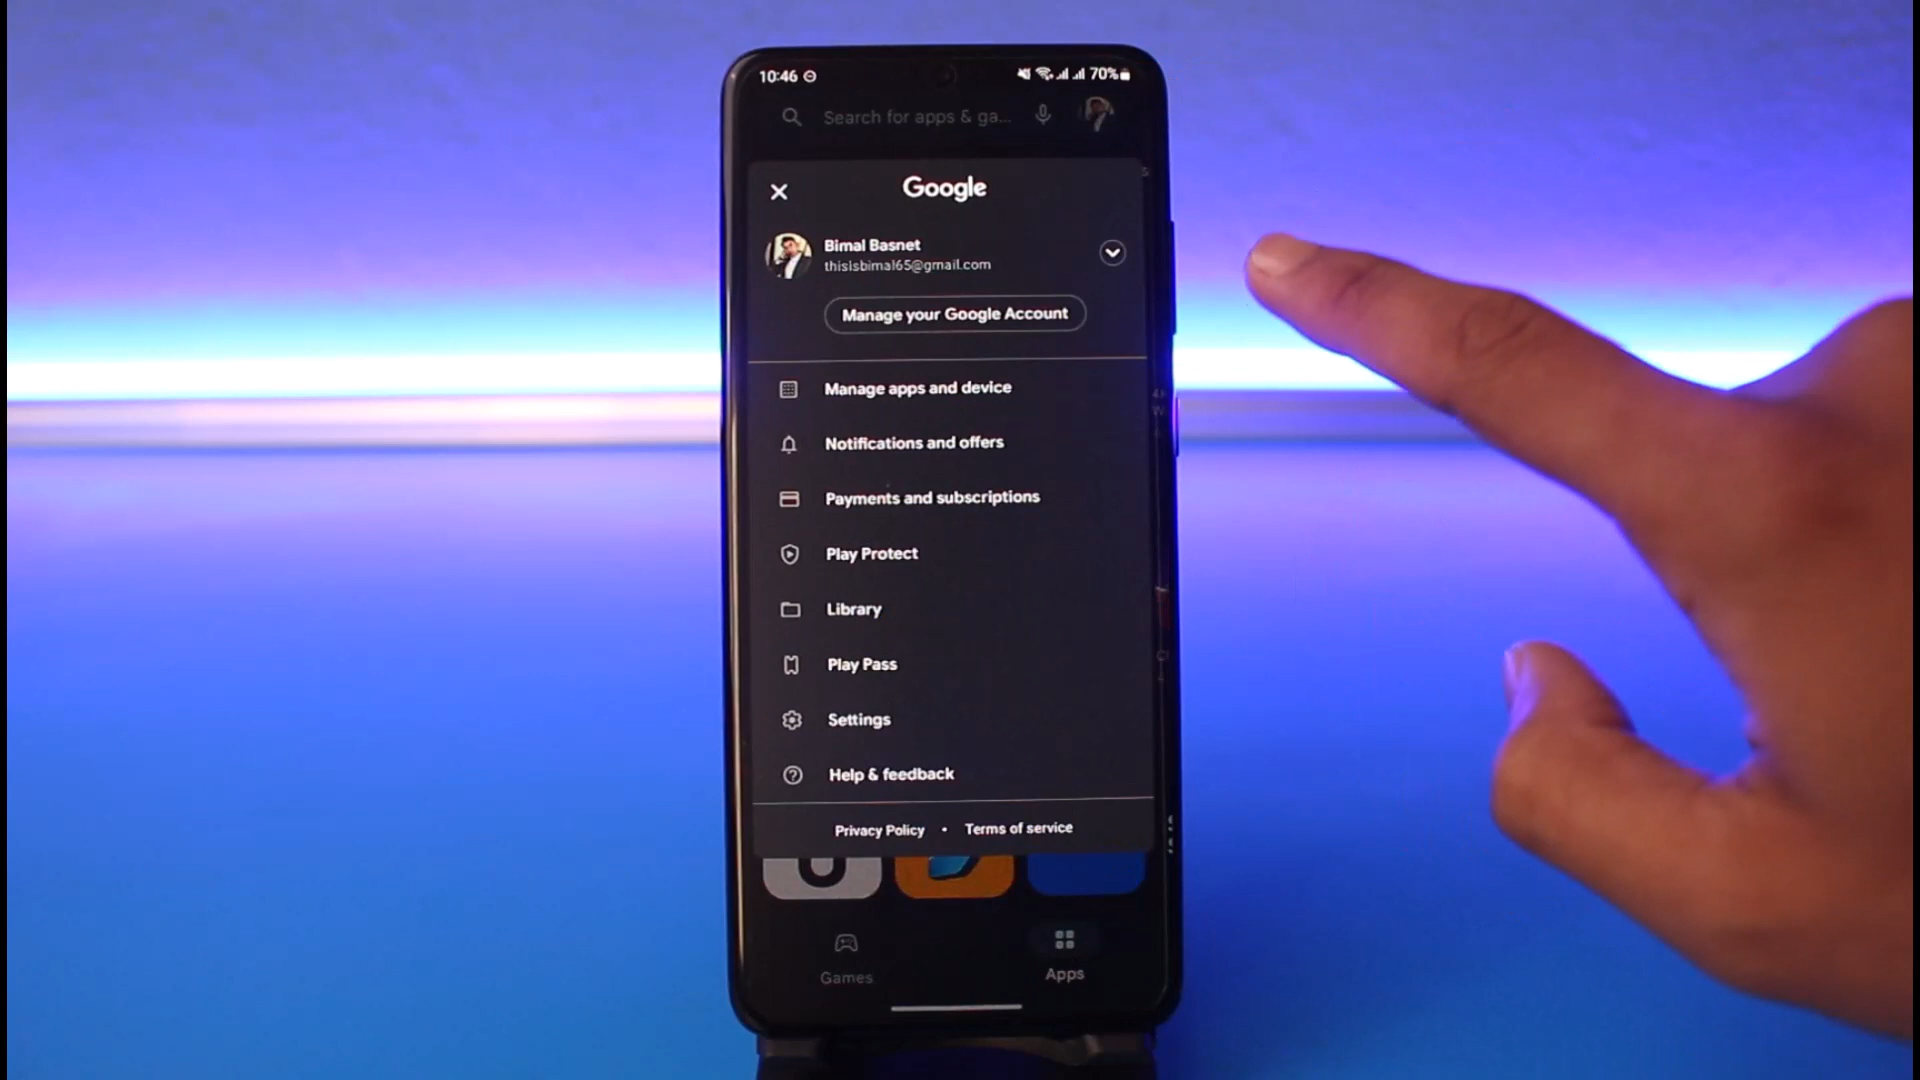 10:46
70%
Search for apps & ga...
Google
Bimal Basnet
thisisbimal65@gmail.com
Manage your Google Account
Manage apps and device
Notifications and offers
Payments and subscriptions
Play Protect
Library
Play Pass
Settings
Help & feedback
Privacy Policy • Terms of service
Games
Apps